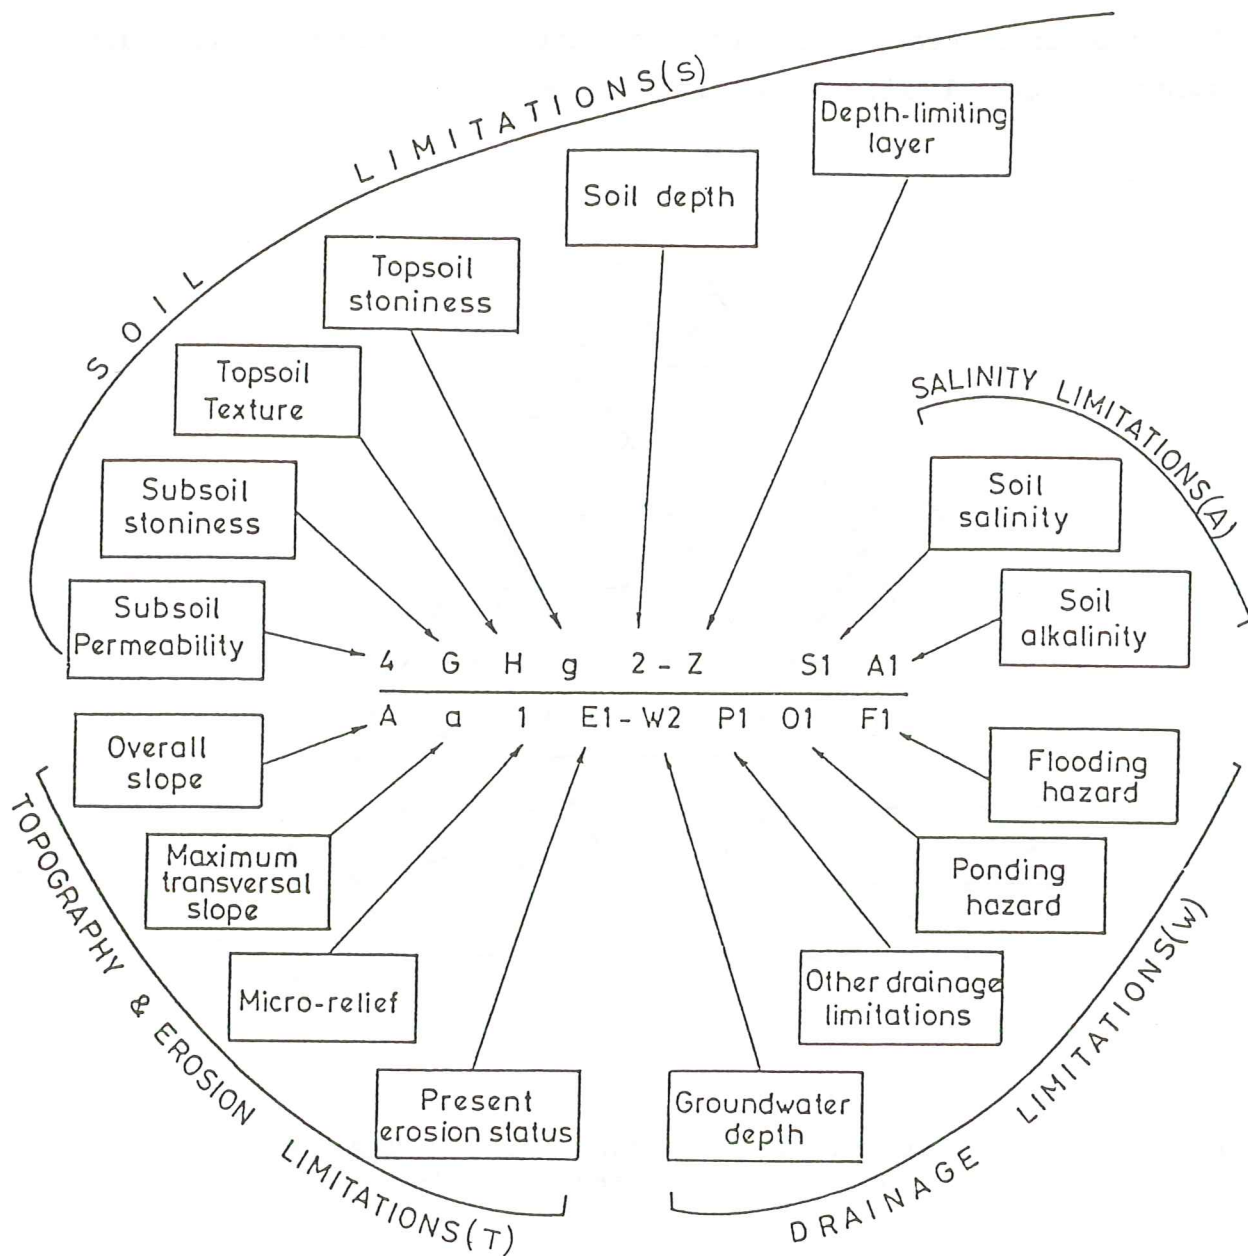 SOIL LIMITATIONS(S)
Depth-limiting
layer
Soil depth
Topsoil
stoniness
Topsoil
Texture
Subsoil
stoniness
Subsoil
Permeability
SALINITY LIMITATIONS(A)
Soil
salinity
Soil
alkalinity
4 G H g 2 - Z S1 A1
A a 1 E1 - W2 P1 O1 F1
Overall
slope
Maximum
transversal
slope
Micro-relief
Present
erosion status
TOPOGRAPHY & EROSION LIMITATIONS(T)
Flooding
hazard
Ponding
hazard
Other drainage
limitations
Groundwater
depth
DRAINAGE LIMITATIONS(W)